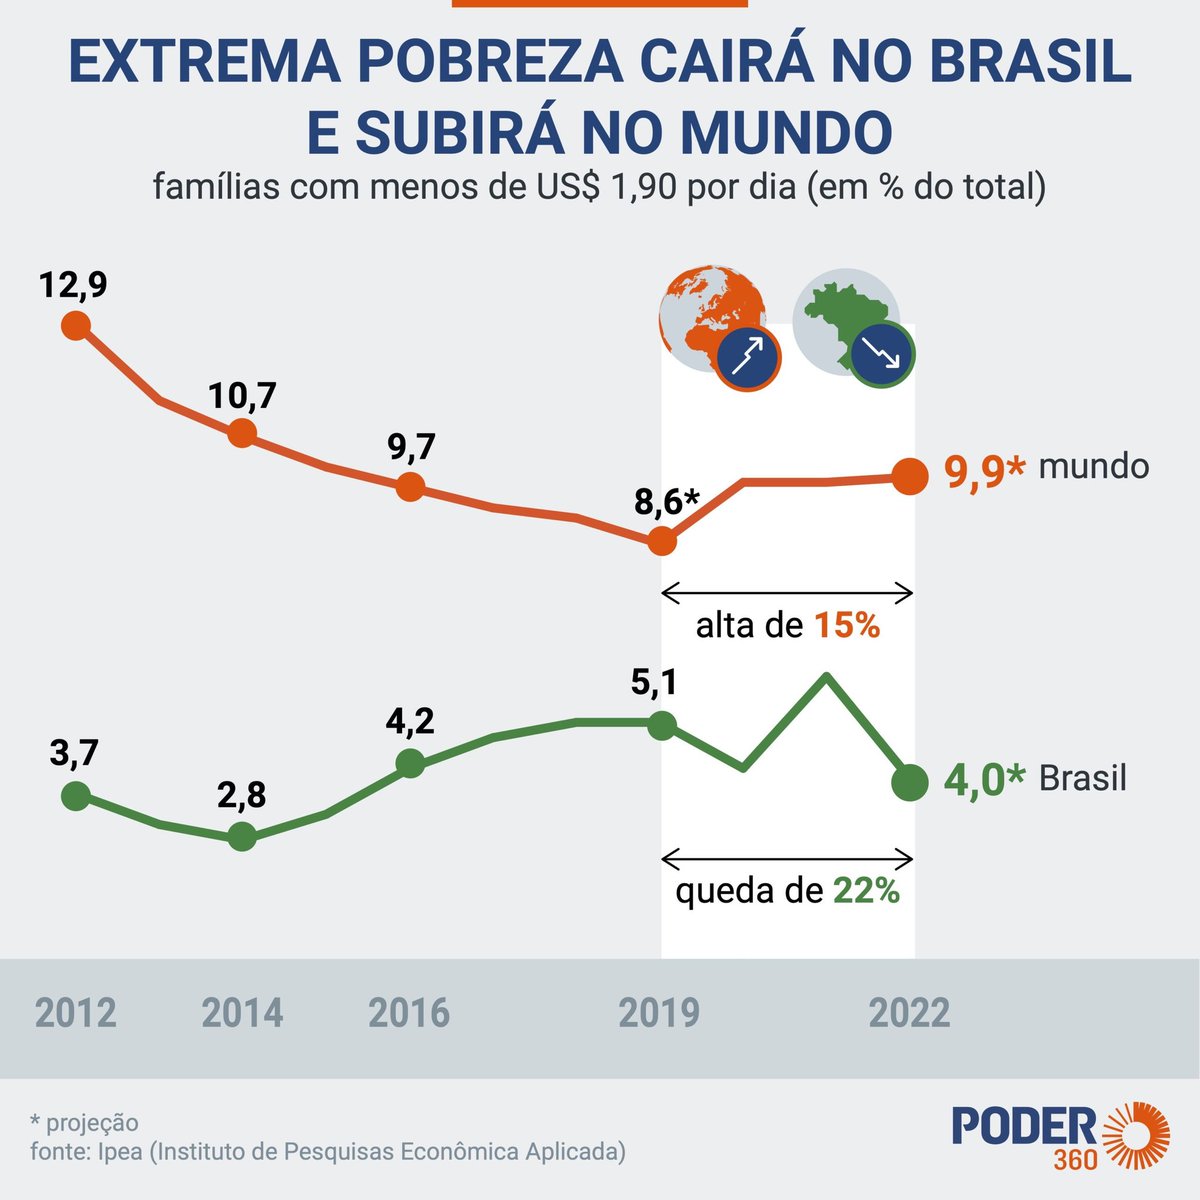 EXTREMA POBREZA CAIRÁ NO BRASIL
E SUBIRÁ NO MUNDO
famílias com menos de US$ 1,90 por dia (em % do total)
12,9
10,7
9,7
8,6*
9,9* mundo
alta de 15%
3,7
2,8
4,2
5,1
4,0* Brasil
queda de 22%
2012
2014
2016
2019
2022
* projeção
fonte: Ipea (Instituto de Pesquisas Econômica Aplicada)
PODER
360